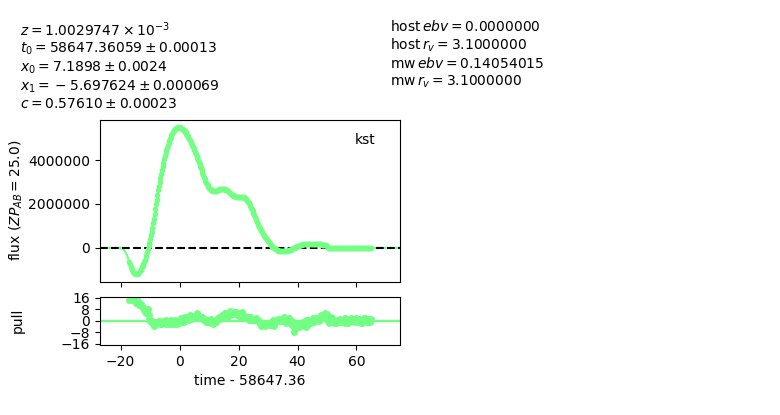 z = 1.0029747 × 10⁻³
t₀ = 58647.36059 ± 0.00013
x₀ = 7.1898 ± 0.0024
x₁ = − 5.697624 ± 0.000069
c = 0.57610 ± 0.00023
host ebv = 0.0000000
host r_v = 3.1000000
mw ebv = 0.14054015
mw r_v = 3.1000000
kst
flux (ZP_AB = 25.0)
4000000
2000000
0
pull
16
8
0
−8
−16
−20 0 20 40 60
time - 58647.36